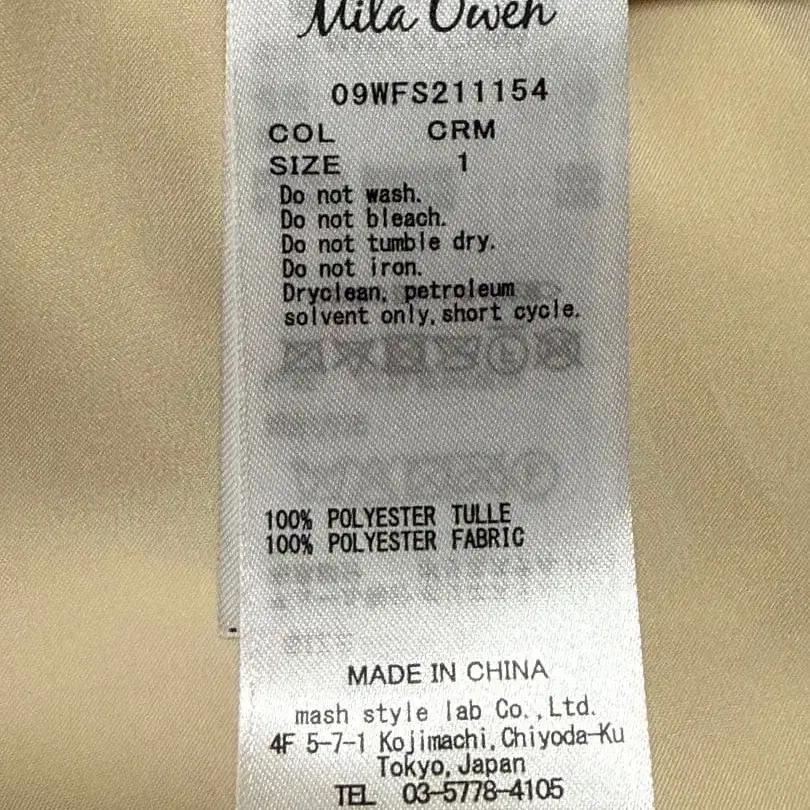 Mila Owen
09WFS211154
COL CRM
SIZE 1
Do not wash.
Do not bleach.
Do not tumble dry.
Do not iron.
Dryclean, petroleum
solvent only,short cycle.
100% POLYESTER TULLE
100% POLYESTER FABRIC
MADE IN CHINA
mash style lab Co.,Ltd.
4F 5-7-1 Kojimachi,Chiyoda-Ku
Tokyo,Japan
TEL 03-5778-4105